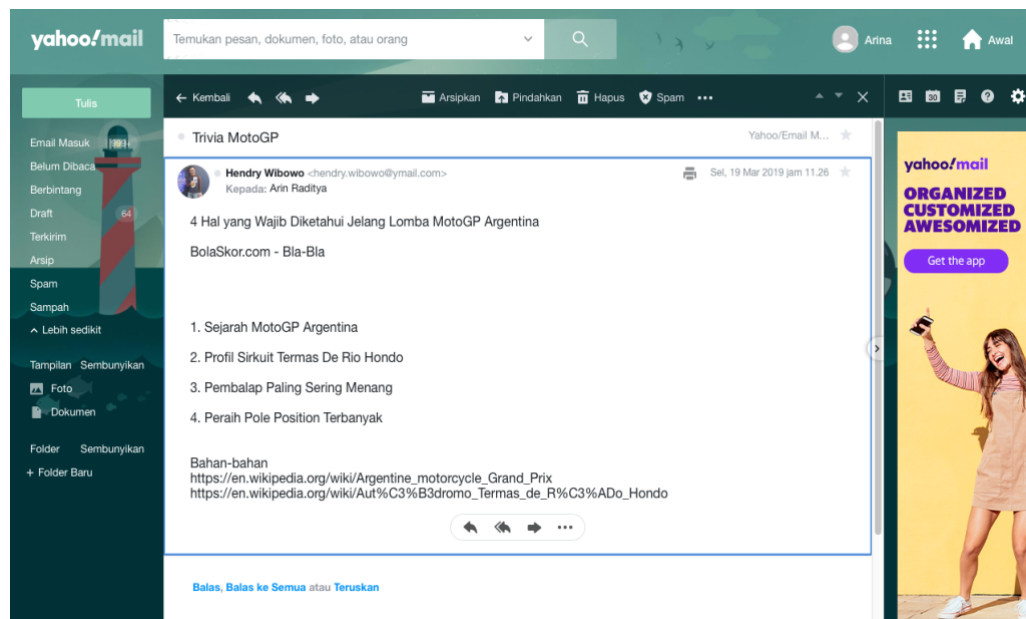 yahoo!mail
Temukan pesan, dokumen, foto, atau orang
Arina
Awal
Tulis
Kembali
Arsipkan
Pindahkan
Hapus
Spam
30
Email Masuk
999+
Belum Dibaca
Berbintang
Draft 64
Terkirim
Arsip
Spam
Sampah
Lebih sedikit
Tampilan Sembunyikan
Foto
Dokumen
Folder Sembunyikan
+ Folder Baru
Trivia MotoGP
Yahoo/Email M...
Hendry Wibowo <hendry.wibowo@ymail.com>
Sel, 19 Mar 2019 jam 11.26
Kepada: Arin Raditya
4 Hal yang Wajib Diketahui Jelang Lomba MotoGP Argentina
BolaSkor.com - Bla-Bla
1. Sejarah MotoGP Argentina
2. Profil Sirkuit Termas De Rio Hondo
3. Pembalap Paling Sering Menang
4. Peraih Pole Position Terbanyak
Bahan-bahan
https://en.wikipedia.org/wiki/Argentine_motorcycle_Grand_Prix
https://en.wikipedia.org/wiki/Aut%C3%B3dromo_Termas_de_R%C3%ADo_Hondo
Balas, Balas ke Semua atau Teruskan
yahoo!mail
ORGANIZED
CUSTOMIZED
AWESOMIZED
Get the app